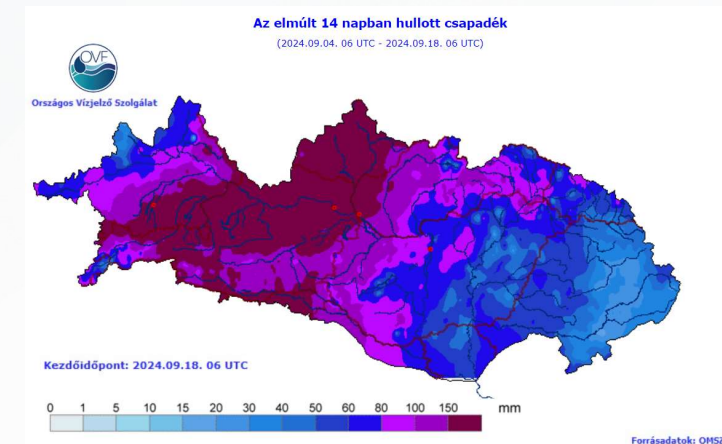 Az elmúlt 14 napban hullott csapadék
(2024.09.04. 06 UTC - 2024.09.18. 06 UTC)
OVF
Országos Vízjelző Szolgálat
Kezdőidőpont: 2024.09.18. 06 UTC
0 1 5 10 15 20 30 40 50 60 80 100 150 mm
Forrásadatok: OMSz